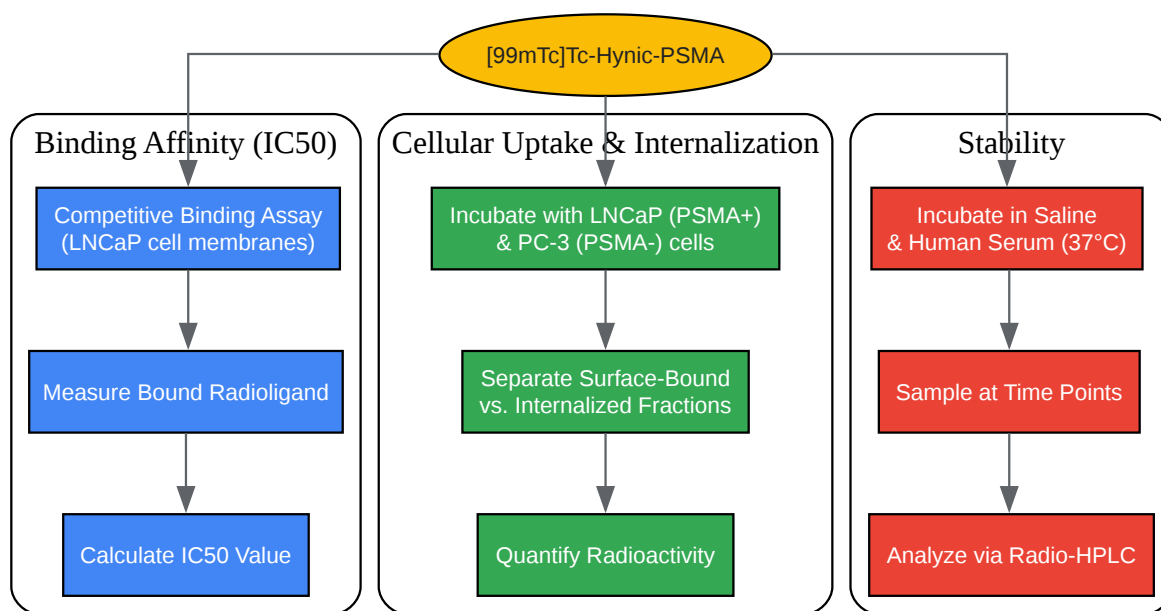 [99mTc]Tc-Hynic-PSMA
Binding Affinity (IC50)
Competitive Binding Assay
(LNCaP cell membranes)
Measure Bound Radioligand
Calculate IC50 Value
Cellular Uptake & Internalization
Incubate with LNCaP (PSMA+)
& PC-3 (PSMA-) cells
Separate Surface-Bound
vs. Internalized Fractions
Quantify Radioactivity
Stability
Incubate in Saline
& Human Serum (37°C)
Sample at Time Points
Analyze via Radio-HPLC